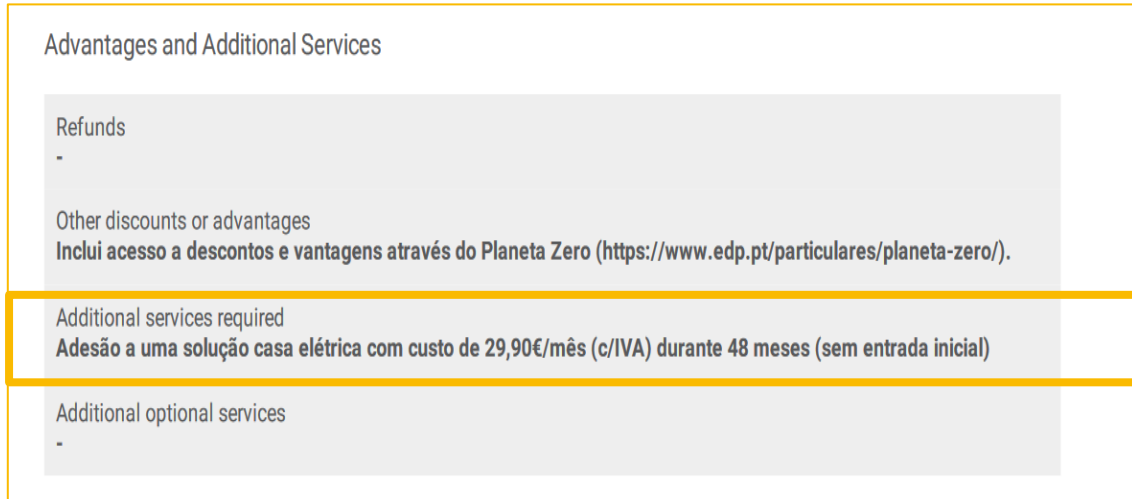 Advantages and Additional Services
Refunds
-
Other discounts or advantages
Inclui acesso a descontos e vantagens através do Planeta Zero (https://www.edp.pt/particulares/planeta-zero/).
Additional services required
Adesão a uma solução casa elétrica com custo de 29,90€/mês (c/IVA) durante 48 meses (sem entrada inicial)
Additional optional services
-